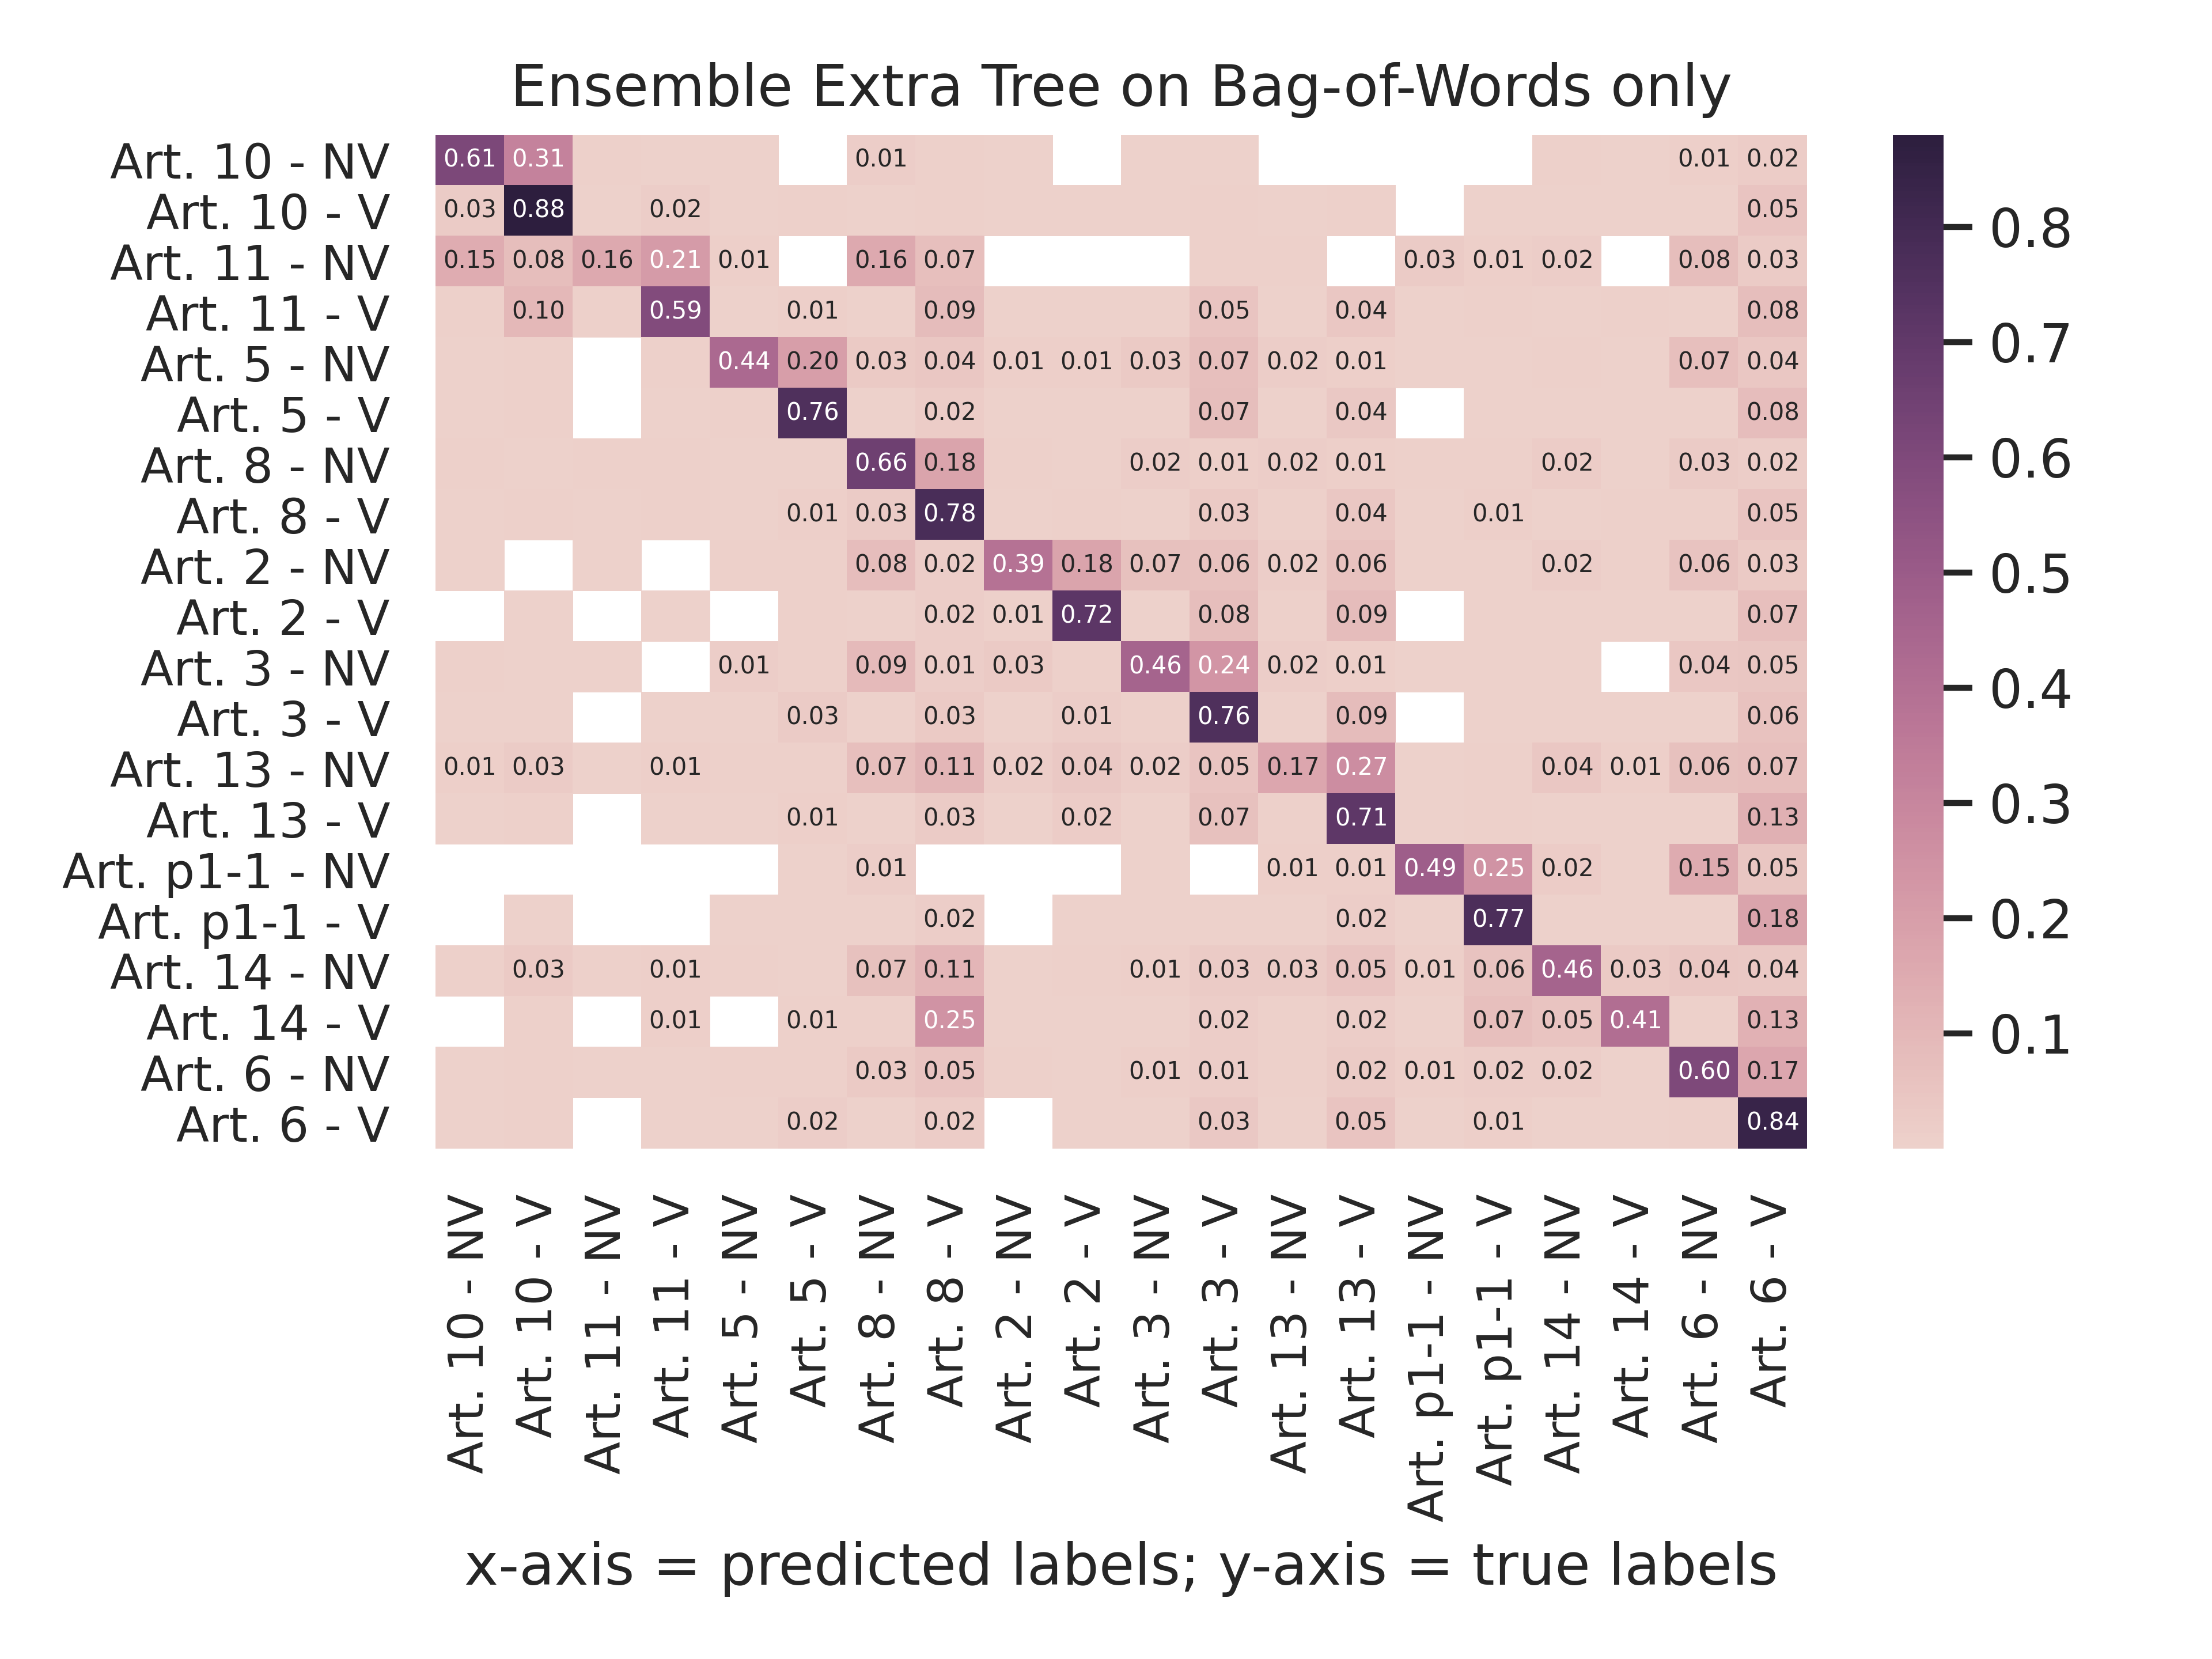 Ensemble Extra Tree on Bag-of-Words only
Art. 10 - NV 0.61 0.31 0.01 0.01 0.02
Art. 10 - V 0.03 0.88 0.02 0.05
Art. 11 - NV 0.15 0.08 0.16 0.21 0.01 0.16 0.07 0.03 0.01 0.02 0.08 0.03
Art. 11 - V 0.10 0.59 0.01 0.09 0.05 0.04 0.08
Art. 5 - NV 0.44 0.20 0.03 0.04 0.01 0.01 0.03 0.07 0.02 0.01 0.07 0.04
Art. 5 - V 0.76 0.02 0.07 0.04 0.08
Art. 8 - NV 0.66 0.18 0.02 0.01 0.02 0.01 0.02 0.03 0.02
Art. 8 - V 0.01 0.03 0.78 0.03 0.04 0.01 0.05
Art. 2 - NV 0.08 0.02 0.39 0.18 0.07 0.06 0.02 0.06 0.02 0.06 0.03
Art. 2 - V 0.02 0.01 0.72 0.08 0.09 0.07
Art. 3 - NV 0.01 0.09 0.01 0.03 0.46 0.24 0.02 0.01 0.04 0.05
Art. 3 - V 0.03 0.03 0.01 0.76 0.09 0.06
Art. 13 - NV 0.01 0.03 0.01 0.07 0.11 0.02 0.04 0.02 0.05 0.17 0.27 0.04 0.01 0.06 0.07
Art. 13 - V 0.01 0.03 0.02 0.07 0.71 0.13
Art. p1-1 - NV 0.01 0.01 0.01 0.49 0.25 0.02 0.15 0.05
Art. p1-1 - V 0.02 0.02 0.77 0.18
Art. 14 - NV 0.03 0.01 0.07 0.11 0.01 0.03 0.03 0.05 0.01 0.06 0.46 0.03 0.04 0.04
Art. 14 - V 0.01 0.01 0.25 0.02 0.02 0.07 0.05 0.41 0.13
Art. 6 - NV 0.03 0.05 0.01 0.01 0.02 0.01 0.02 0.02 0.60 0.17
Art. 6 - V 0.02 0.02 0.03 0.05 0.01 0.84
0.8
0.7
0.6
0.5
0.4
0.3
0.2
0.1
Art. 10 - NV
Art. 10 - V
Art. 11 - NV
Art. 11 - V
Art. 5 - NV
Art. 5 - V
Art. 8 - NV
Art. 8 - V
Art. 2 - NV
Art. 2 - V
Art. 3 - NV
Art. 3 - V
Art. 13 - NV
Art. 13 - V
Art. p1-1 - NV
Art. p1-1 - V
Art. 14 - NV
Art. 14 - V
Art. 6 - NV
Art. 6 - V
x-axis = predicted labels; y-axis = true labels